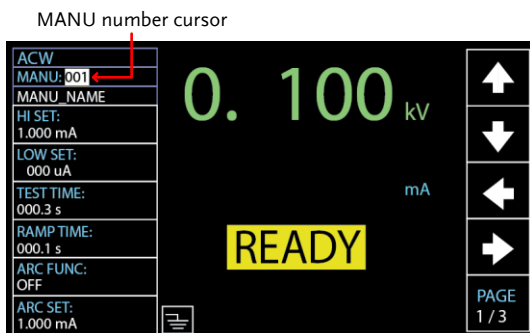 MANU number cursor
ACW
MANU: 001
MANU_NAME
HI SET:
1.000 mA
LOW SET:
000 uA
TEST TIME:
000.3 s
RAMP TIME:
000.1 s
ARC FUNC:
OFF
ARC SET:
1.000 mA
0. 100 kV
mA
READY
PAGE
1 / 3